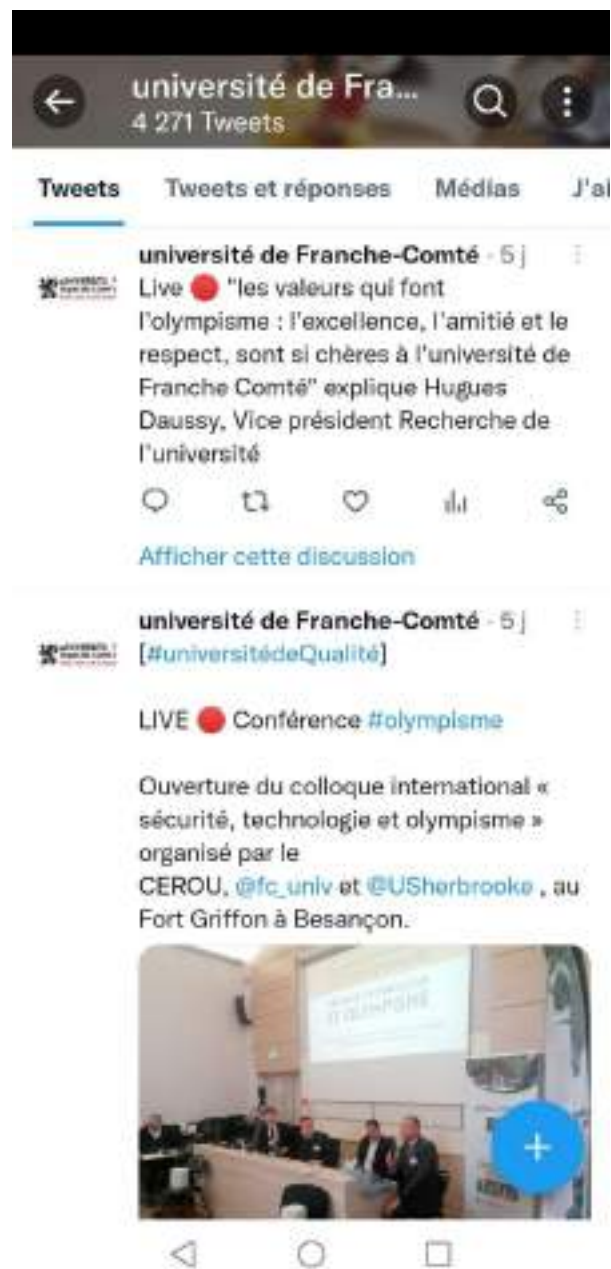 université de Fra...
4 271 Tweets
Tweets Tweets et réponses Médias J'ai
université de Franche-Comté · 5 j
Live 🔴 "les valeurs qui font
l'olympisme : l'excellence, l'amitié et le
respect, sont si chères à l'université de
Franche Comté" explique Hugues
Daussy, Vice président Recherche de
l'université
Afficher cette discussion
université de Franche-Comté · 5 j
[#universitédeQualité]
LIVE 🔴 Conférence #olympisme
Ouverture du colloque international «
sécurité, technologie et olympisme »
organisé par le
CEROU, @fc_univ et @USherbrooke , au
Fort Griffon à Besançon.
ET OLYMPISME